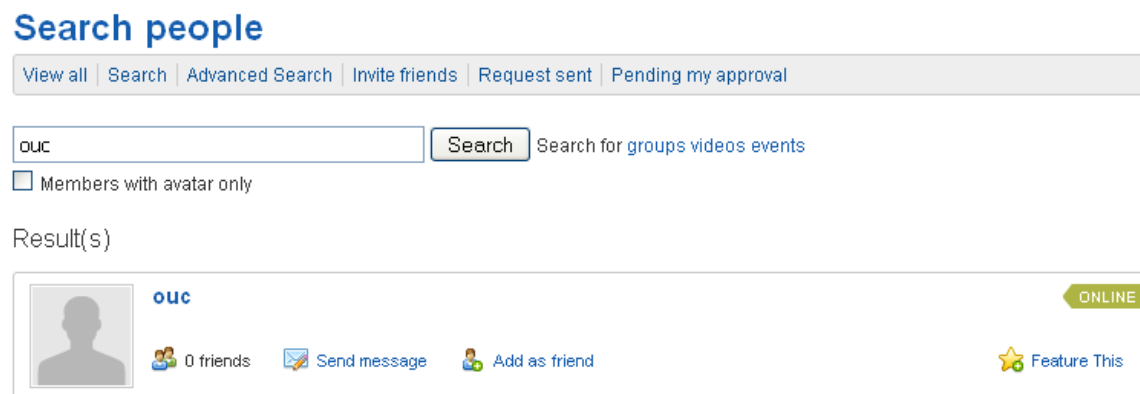 Search people
View all Search Advanced Search Invite friends Request sent Pending my approval
ouc Search Search for groups videos events
Members with avatar only
Result(s)
ouc ONLINE
0 friends Send message Add as friend Feature This